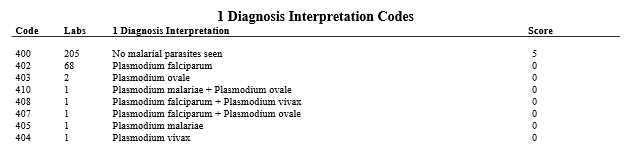 1 Diagnosis Interpretation Codes
Code Labs 1 Diagnosis Interpretation Score
400 205 No malarial parasites seen 5
402 68 Plasmodium falciparum 0
403 2 Plasmodium ovale 0
410 1 Plasmodium malariae + Plasmodium ovale 0
408 1 Plasmodium falciparum + Plasmodium vivax 0
407 1 Plasmodium falciparum + Plasmodium ovale 0
405 1 Plasmodium malariae 0
404 1 Plasmodium vivax 0